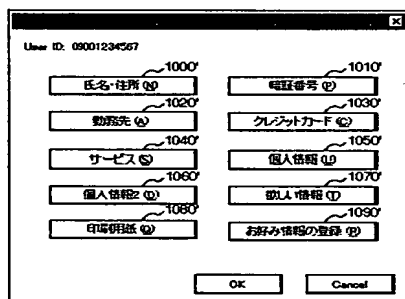 User ID: 09001234567
1000' 1010'
氏名・住所(N) 暗証番号(P)
1020' 1030'
勤務先(A) クレジットカード(C)
1040' 1050'
サービス(S) 個人情報(U)
1060' 1070'
個人情報2(D) 欲しい情報(T)
1080' 1090'
印刷用紙(Q) お好み情報の登録(R)
OK Cancel